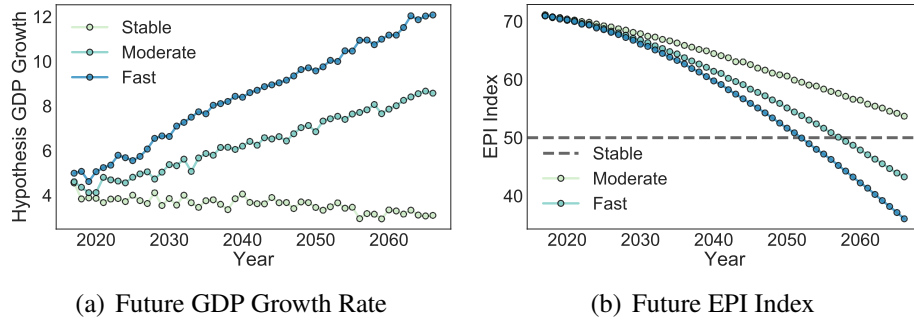 12
10
8
6
4
Hypothesis GDP Growth
Stable
Moderate
Fast
2020 2030 2040 2050 2060
Year
(a) Future GDP Growth Rate
70
60
50
40
EPI Index
Stable
Moderate
Fast
2020 2030 2040 2050 2060
Year
(b) Future EPI Index